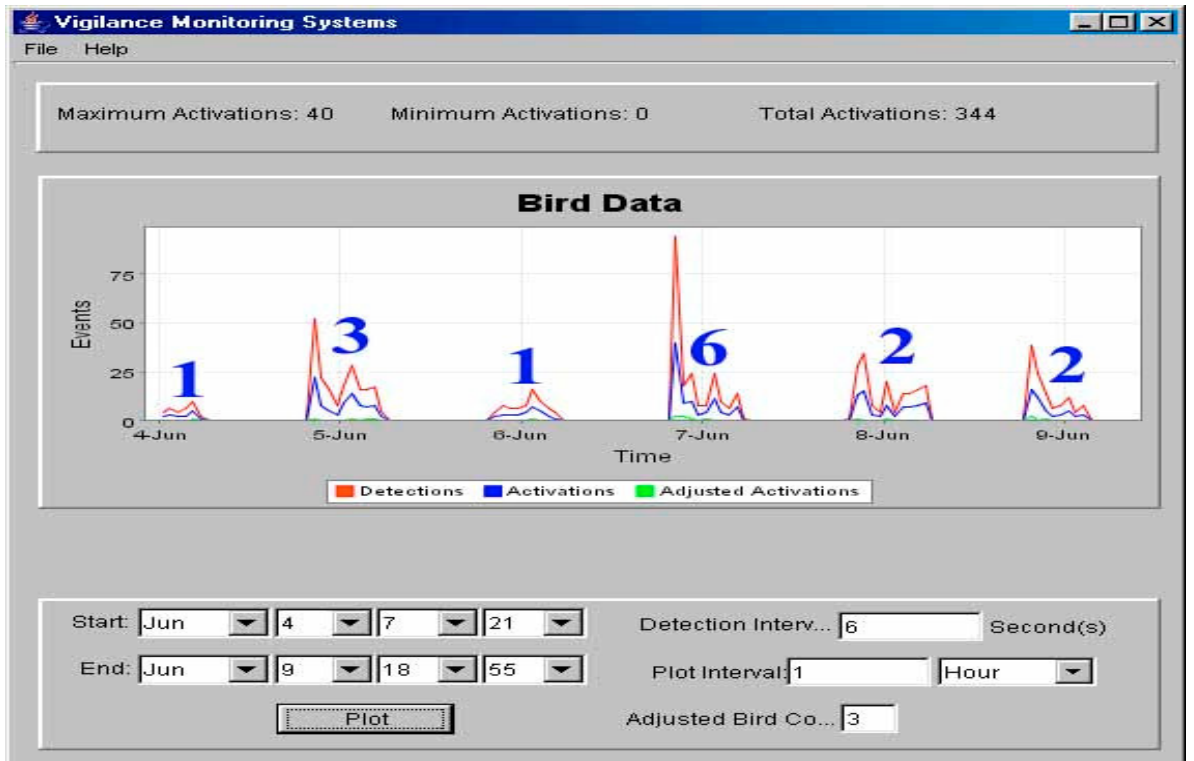 Vigilance Monitoring Systems
File Help
Maximum Activations: 40 Minimum Activations: 0 Total Activations: 344
Bird Data
75
50
25
0
Events
1 3 1 6 2 2
4-Jun 5-Jun 6-Jun 7-Jun 8-Jun 9-Jun
Time
Detections Activations Adjusted Activations
Start: Jun 4 7 21 Detection Interv... 6 Second(s)
End: Jun 9 18 55 Plot Interval: 1 Hour
Plot Adjusted Bird Co... 3